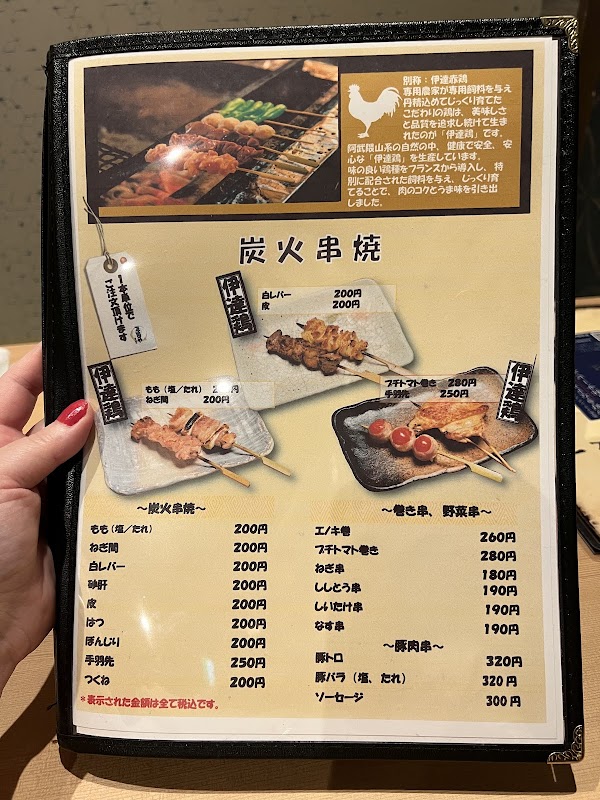 別称：伊達赤鶏
専用農家が専用飼料を与え
丹精込めてじっくり育てた
こだわりの鶏は、美味しさ
と品質を追求し続けて生ま
れたのが「伊達鶏」です。
阿武隈山系の自然の中、健康で安全、安
心な「伊達鶏」を生産しています。
味の良い鶏種をフランスから導入し、特
別に配合された飼料を与え、じっくり育
てることで、肉のコクとうま味を引き出
しました。
炭火串焼
1本単位で
ご注文頂けます
伊達鶏
白レバー 200円
皮 200円
伊達鶏
もも（塩／たれ） 200円
ねぎ間 200円
伊達鶏
プチトマト巻き 280円
手羽先 250円
～炭火串焼～
もも（塩／たれ） 200円
ねぎ間 200円
白レバー 200円
砂肝 200円
皮 200円
はつ 200円
ぼんじり 200円
手羽先 250円
つくね 200円
＊表示された金額は全て税込です。
～巻き串、野菜串～
エノキ巻 260円
プチトマト巻き 280円
ねぎ串 180円
ししとう串 190円
しいたけ串 190円
なす串 190円
～豚肉串～
豚トロ 320円
豚バラ（塩、たれ） 320円
ソーセージ 300円